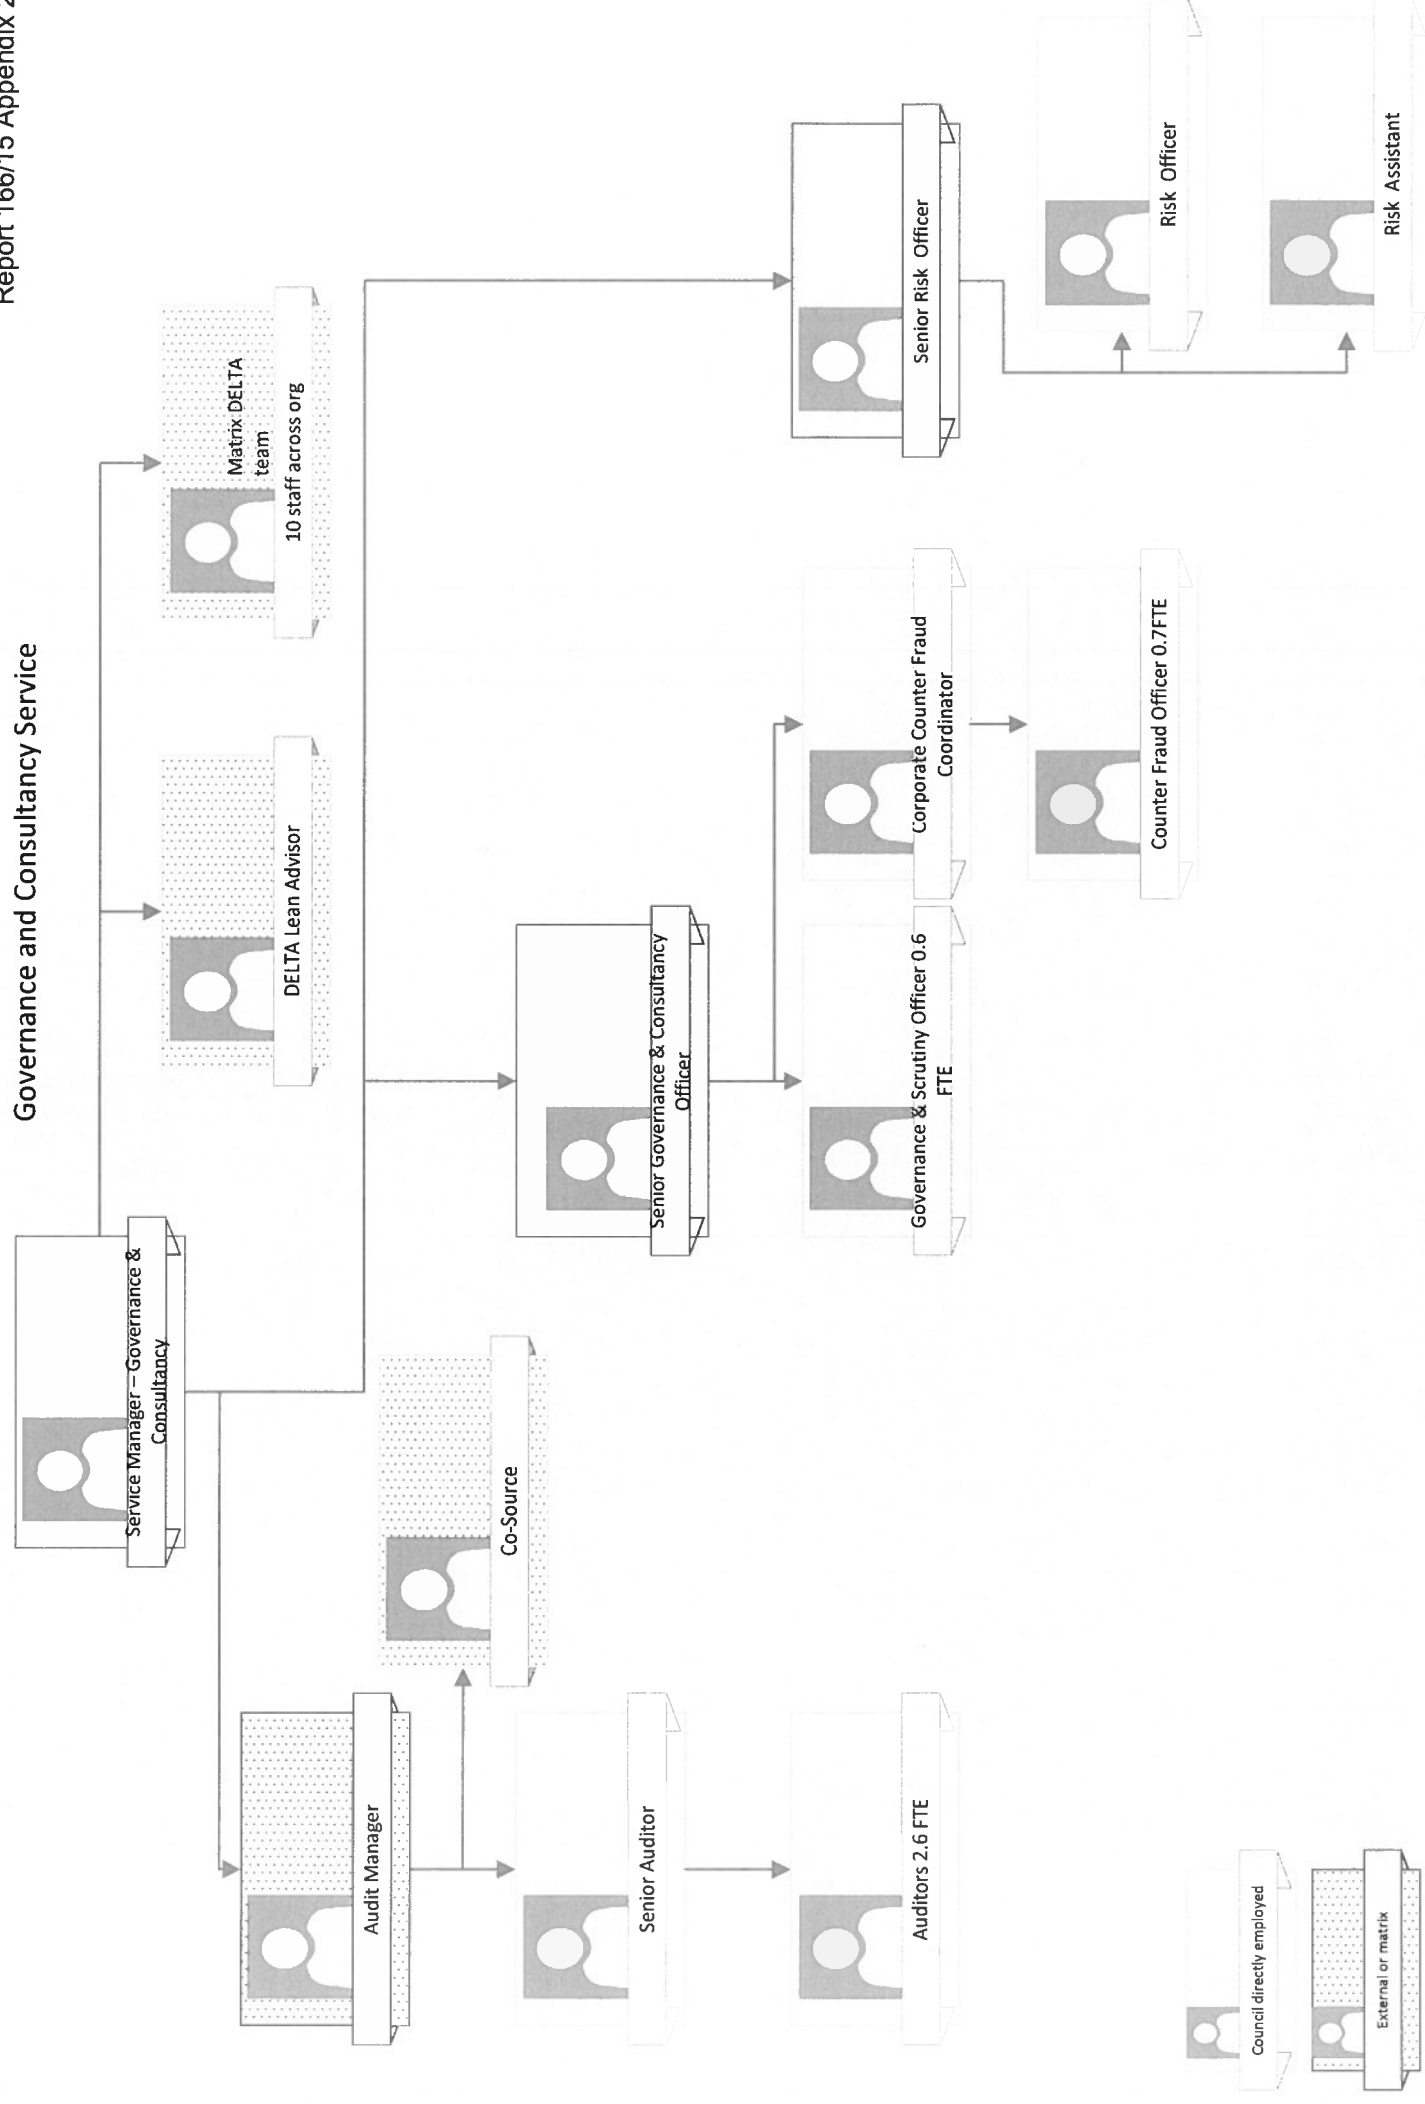 Report 166/15 Appendix
Governance and Consultancy Service
Service Manager – Governance &
Consultancy
DELTA Lean Advisor
Matrix DELTA
team
10 staff across org
Audit Manager
Co-Source
Senior Auditor
Auditors 2.6 FTE
Senior Governance & Consultancy
Officer
Governance & Scrutiny Officer 0.6
FTE
Corporate Counter Fraud
Coordinator
Counter Fraud Officer 0.7FTE
Senior Risk Officer
Risk Officer
Risk Assistant
Council directly employed
External or matrix